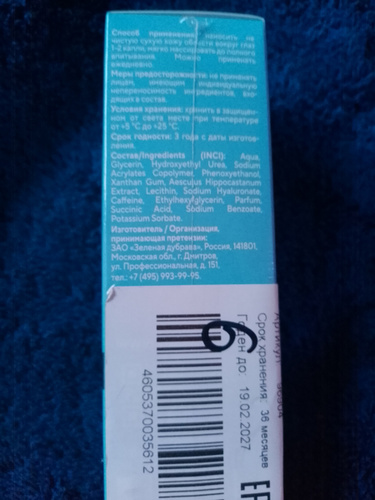 Способ применения: наносить на
чистую сухую кожу области вокруг глаз
1-2 капли, мягко массировать до полного
впитывания. Можно применять
ежедневно.
Меры предосторожности: не применять
лицам, имеющим индивидуальную
непереносимость ингредиентов, вхо-
дящих в состав.
Условия хранения: хранить в защищен-
ном от света месте при температуре
от +5 °C до +25 °C.
Срок годности: 3 года с даты изготов-
ления.
Состав/Ingredients (INCI): Aqua,
Glycerin, Hydroxyethyl Urea, Sodium
Acrylates Copolymer, Phenoxyethanol,
Xanthan Gum, Aesculus Hippocastanum
Extract, Lecithin, Sodium Hyaluronate,
Caffeine, Ethylhexylglycerin, Parfum,
Succinic Acid, Sodium Benzoate,
Potassium Sorbate.
Изготовитель / Организация,
принимающая претензии:
ЗАО «Зеленая дубрава», Россия, 141801,
Московская обл., г. Дмитров,
ул. Профессиональная, д. 151,
тел.: +7 (495) 993-99-95.
Артикул
Срок хранения: 36 месяцев
Годен до: 19.02.2027
6
4605370035612